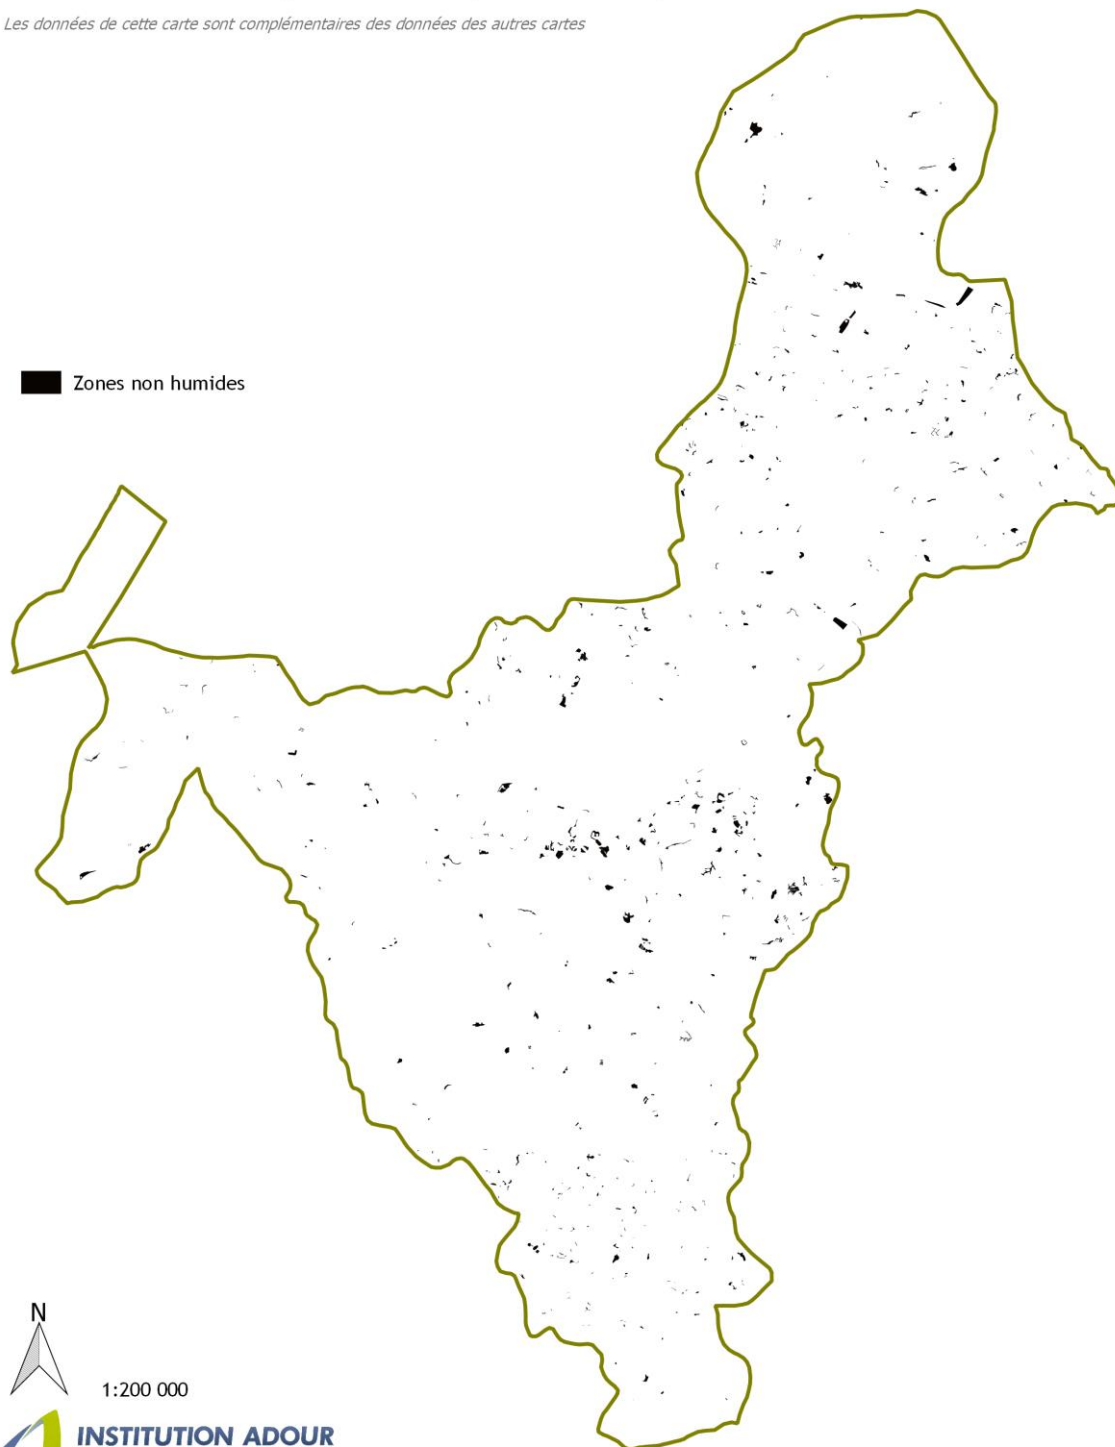 Les données de cette carte sont complémentaires des données des autres cartes
Zones non humides
N
1:200 000
INSTITUTION ADOUR